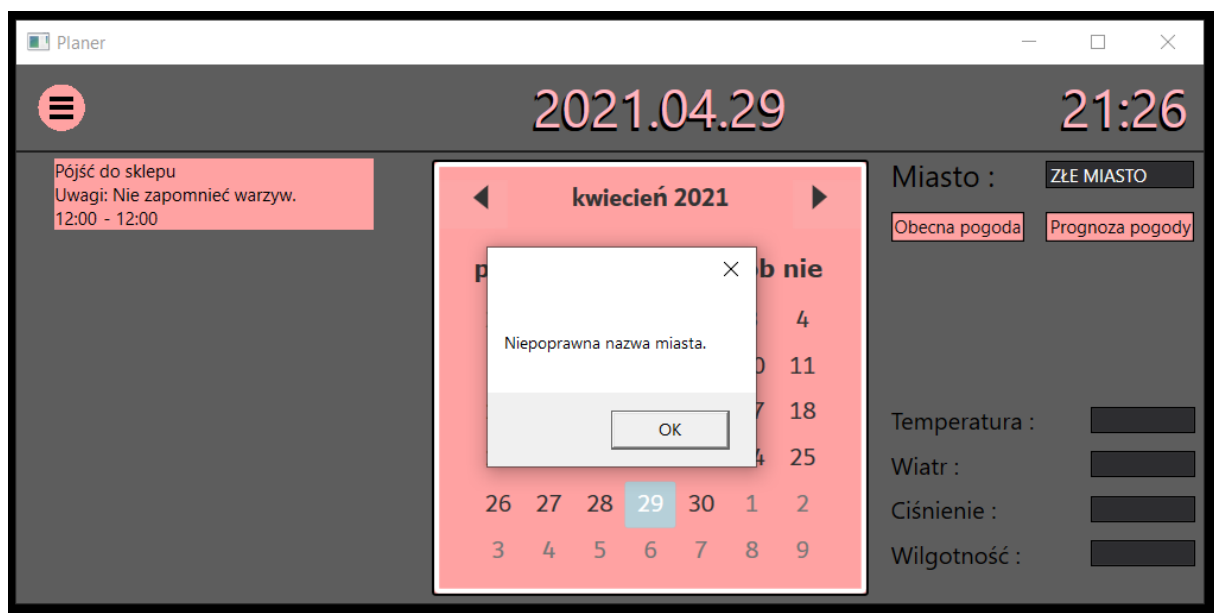 Planer
2021.04.29
21:26
Pójść do sklepu
Uwagi: Nie zapomnieć warzyw.
12:00 - 12:00
kwiecień 2021
nie
4
11
18
25
26 27 28 29 30 1 2
3 4 5 6 7 8 9
Niepoprawna nazwa miasta.
OK
Miasto : ZŁE MIASTO
Obecna pogoda Prognoza pogody
Temperatura :
Wiatr :
Ciśnienie :
Wilgotność :